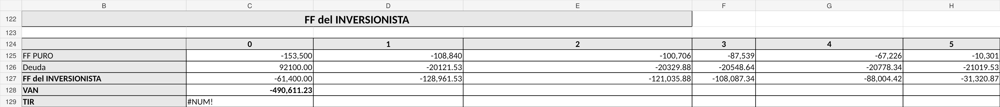 B C D E F G H
122 FF del INVERSIONISTA
123
124 0 1 2 3 4 5
125 FF PURO -153,500 -108,840 -100,706 -87,539 -67,226 -10,301
126 Deuda 92100.00 -20121.53 -20329.88 -20548.64 -20778.34 -21019.53
127 FF del INVERSIONISTA -61,400.00 -128,961.53 -121,035.88 -108,087.34 -88,004.42 -31,320.87
128 VAN -490,611.23
129 TIR #NUM!